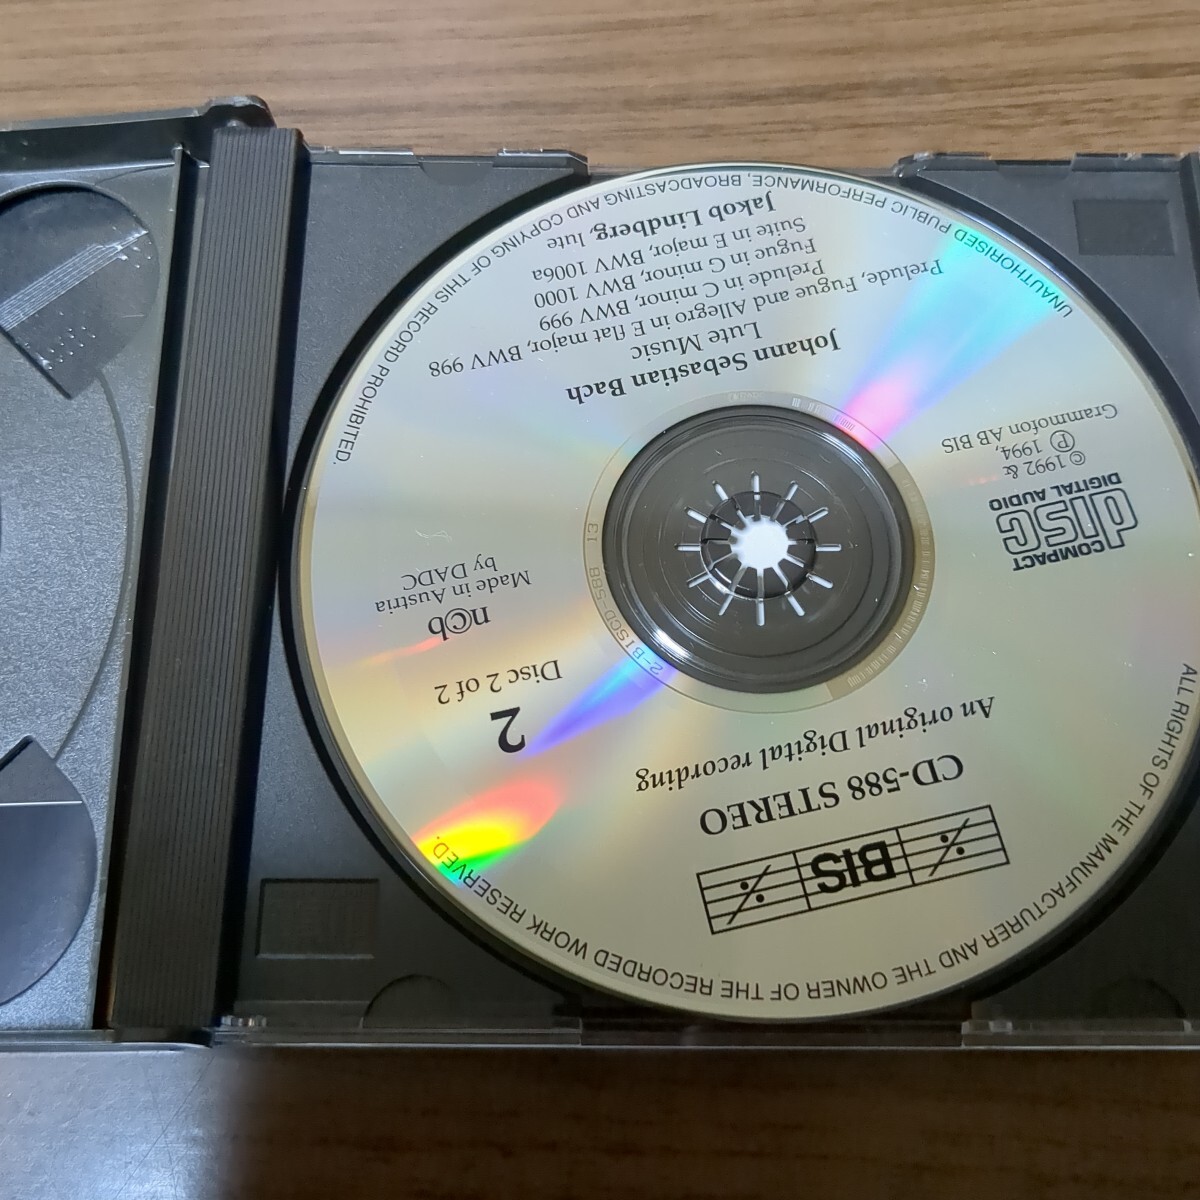 BIS
CD-588 STEREO
An original Digital recording
2
Disc 2 of 2
COMPACT
disc
DIGITAL AUDIO
© 1992 &
℗ 1994,
Grammofon AB BIS
n©b
Made in Austria
by DADC
Johann Sebastian Bach
Lute Music
Prelude, Fugue and Allegro in E flat major, BWV 998
Prelude in C minor, BWV 999
Fugue in G minor, BWV 1000
Suite in E major, BWV 1006a
Jakob Lindberg, lute
ALL RIGHTS OF THE MANUFACTURER AND THE OWNER OF THE RECORDED WORK RESERVED.
UNAUTHORISED PUBLIC PERFORMANCE, BROADCASTING AND COPYING OF THIS RECORD PROHIBITED.
2-BISCD-588 13